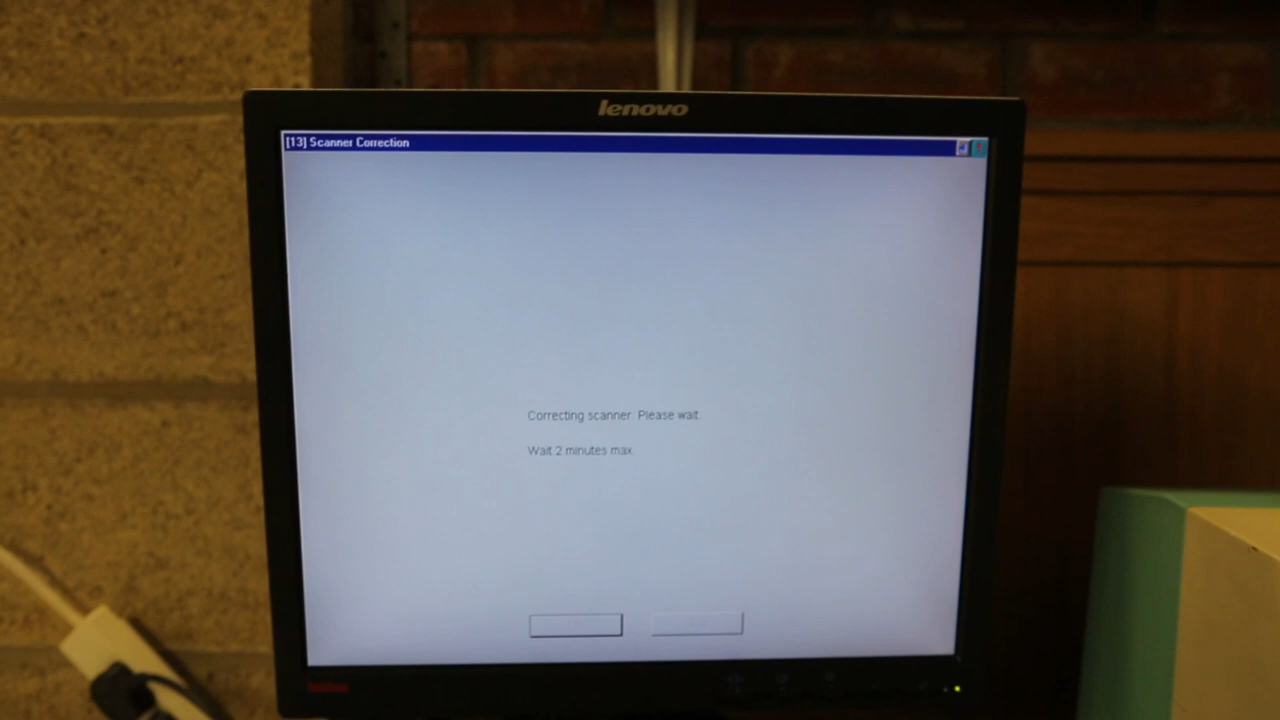 lenovo
[13] Scanner Correction
Correcting scanner. Please wait.
Wait 2 minutes max.